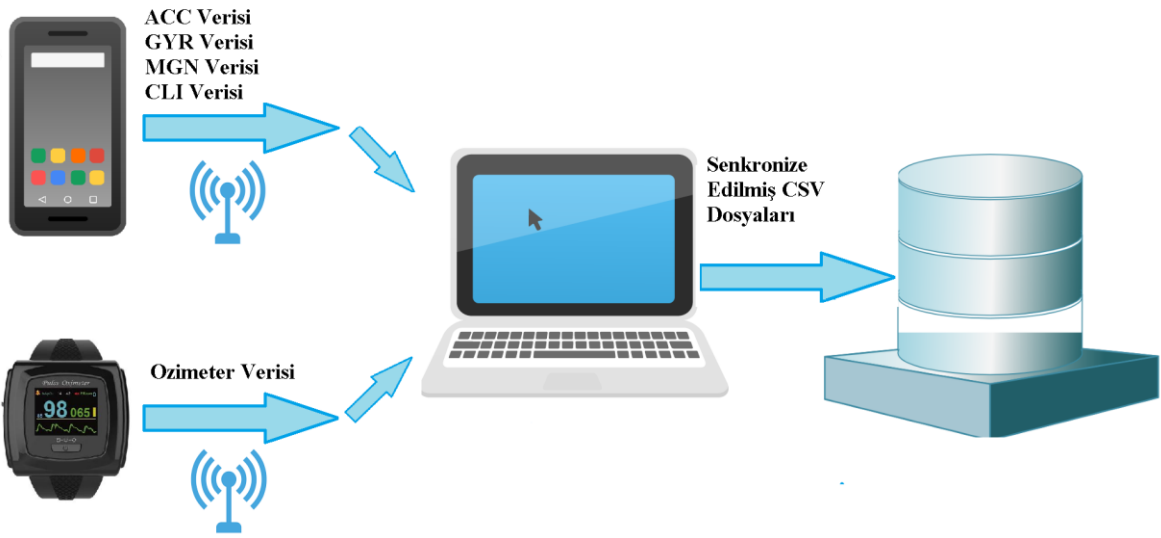 ACC Verisi
GYR Verisi
MGN Verisi
CLI Verisi
Senkronize
Edilmiş CSV
Dosyaları
Ozimeter Verisi
Pulse Oximeter
98 065